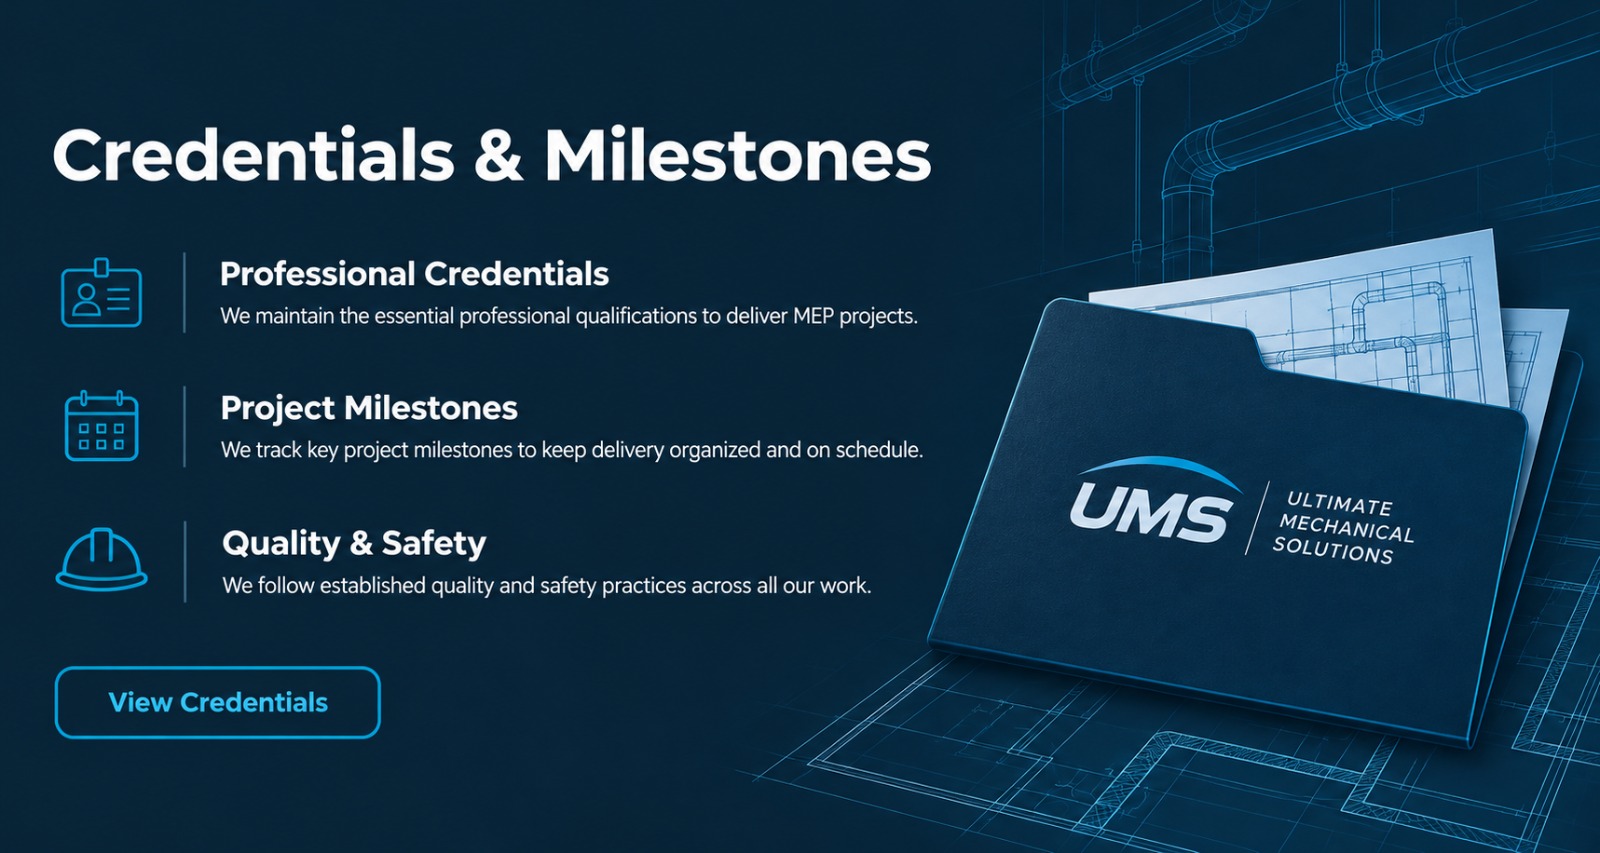 Credentials & Milestones
Professional Credentials
We maintain the essential professional qualifications to deliver MEP projects.
Project Milestones
We track key project milestones to keep delivery organized and on schedule.
Quality & Safety
We follow established quality and safety practices across all our work.
View Credentials
UMS
ULTIMATE
MECHANICAL
SOLUTIONS